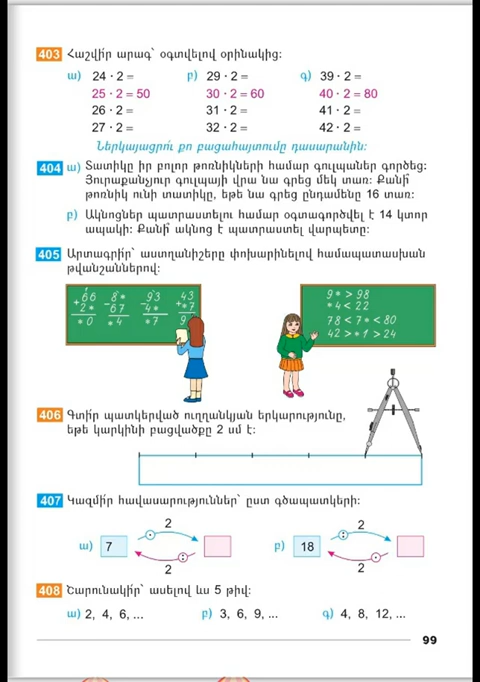 403 Հաշվի՛ր արագ՝ օգտվելով օրինակից:
ա) 24 · 2 = բ) 29 · 2 = գ) 39 · 2 =
25 · 2 = 50 30 · 2 = 60 40 · 2 = 80
26 · 2 = 31 · 2 = 41 · 2 =
27 · 2 = 32 · 2 = 42 · 2 =
Ներկայացրո՛ւ քո բացահայտումը դասարանին:
404 ա) Տատիկը իր բոլոր թոռնիկների համար գուլպաներ գործեց:
Յուրաքանչյուր գուլպայի վրա նա գրեց մեկ տառ: Քանի՞
թոռնիկ ունի տատիկը, եթե նա գրեց ընդամենը 16 տառ:
բ) Ակնոցներ պատրաստելու համար օգտագործվել է 14 կտոր
ապակի: Քանի՞ ակնոց է պատրաստել վարպետը:
405 Արտագրի՛ր՝ աստղանիշերը փոխարինելով համապատասխան
թվանշաններով:
+66 -8* -93 +43
2* 67 4* *7
*0 *4 *7 9
9* > 98
*4 < 22
78 < 7* < 80
42 > *1 > 24
406 Գտի՛ր պատկերված ուղղանկյան երկարությունը,
եթե կարկինի բացվածքը 2 սմ է:
407 Կազմի՛ր հավասարություններ՝ ըստ գծապատկերի:
2 2
ա) 7 · : բ) 18 : ·
2 2
408 Շարունակի՛ր՝ ասելով ևս 5 թիվ:
ա) 2, 4, 6, ... բ) 3, 6, 9, ... գ) 4, 8, 12, ...
99